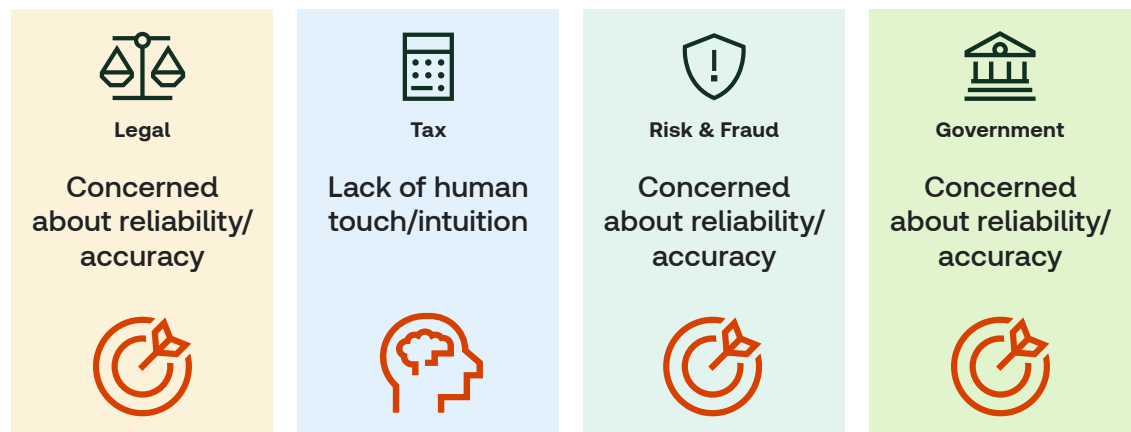 Legal
Concerned
about reliability/
accuracy
Tax
Lack of human
touch/intuition
Risk & Fraud
Concerned
about reliability/
accuracy
Government
Concerned
about reliability/
accuracy